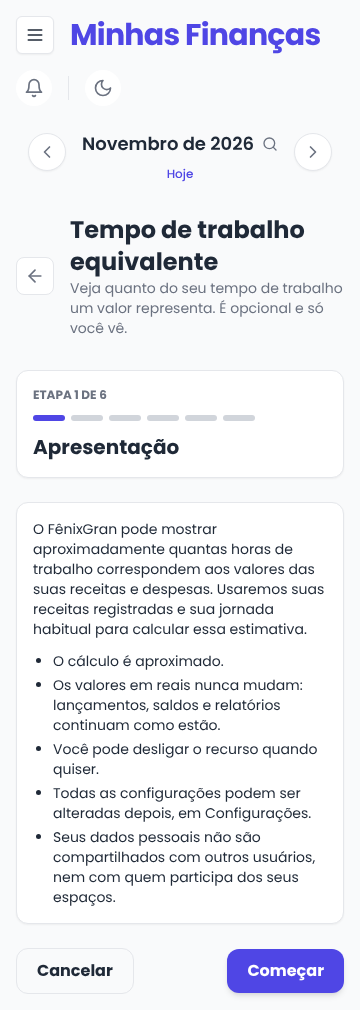 Minhas Finanças
Novembro de 2026
Hoje
Tempo de trabalho
equivalente
Veja quanto do seu tempo de trabalho
um valor representa. É opcional e só
você vê.
ETAPA 1 DE 6
Apresentação
O FênixGran pode mostrar
aproximadamente quantas horas de
trabalho correspondem aos valores das
suas receitas e despesas. Usaremos suas
receitas registradas e sua jornada
habitual para calcular essa estimativa.
• O cálculo é aproximado.
• Os valores em reais nunca mudam:
lançamentos, saldos e relatórios
continuam como estão.
• Você pode desligar o recurso quando
quiser.
• Todas as configurações podem ser
alteradas depois, em Configurações.
• Seus dados pessoais não são
compartilhados com outros usuários,
nem com quem participa dos seus
espaços.
Cancelar
Começar